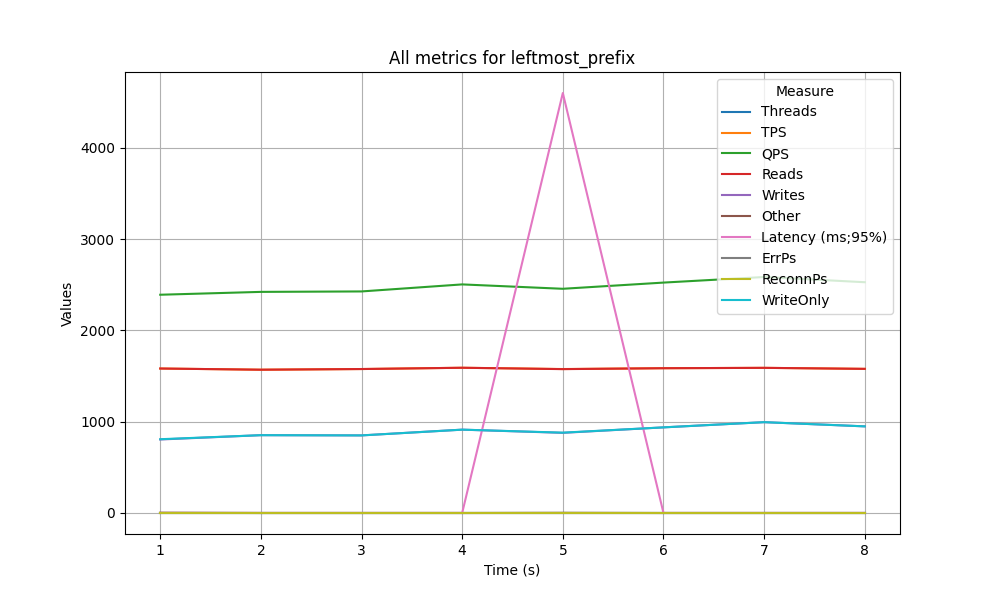 All metrics for leftmost_prefix
Values
4000
3000
2000
1000
0
Measure
Threads
TPS
QPS
Reads
Writes
Other
Latency (ms;95%)
ErrPs
ReconnPs
WriteOnly
1 2 3 4 5 6 7 8
Time (s)